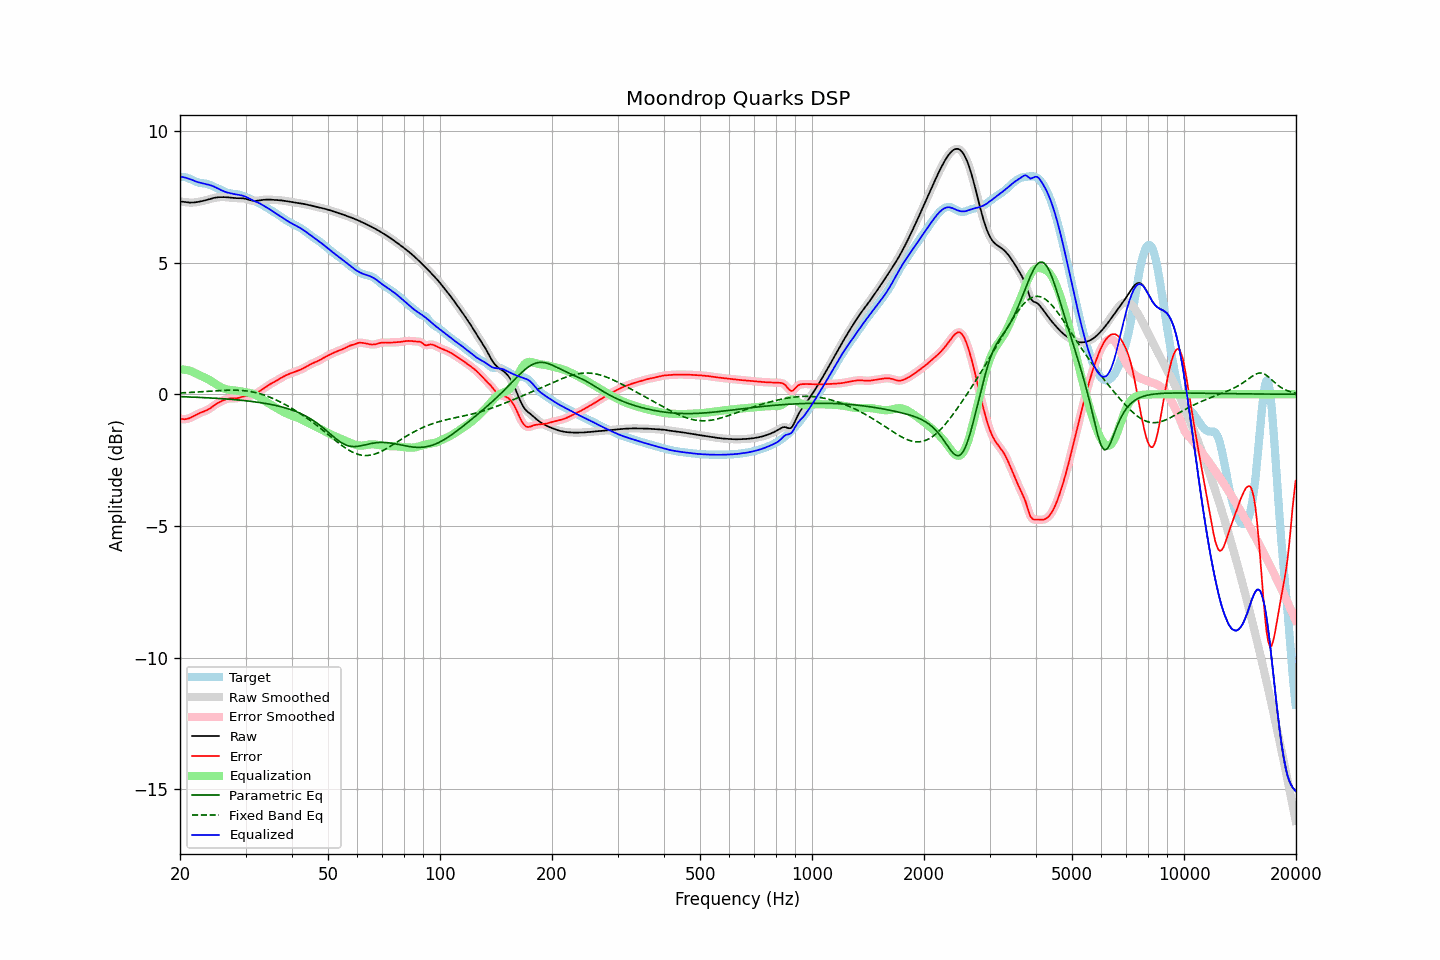 Moondrop Quarks DSP
Amplitude (dBr)
10
5
0
−5
−10
−15
Target
Raw Smoothed
Error Smoothed
Raw
Error
Equalization
Parametric Eq
Fixed Band Eq
Equalized
20 50 100 200 500 1000 2000 5000 10000 20000
Frequency (Hz)